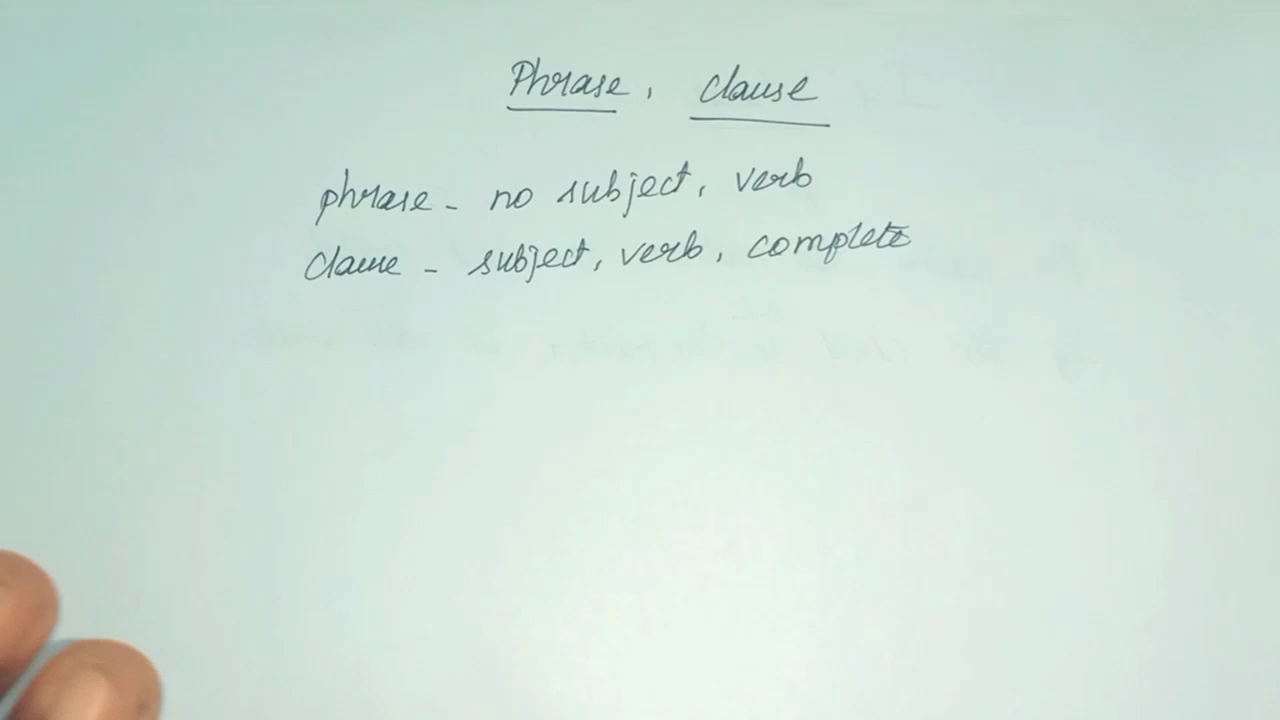 Phrase, Clause
phrase - no subject, verb
Clause - subject, verb, complete